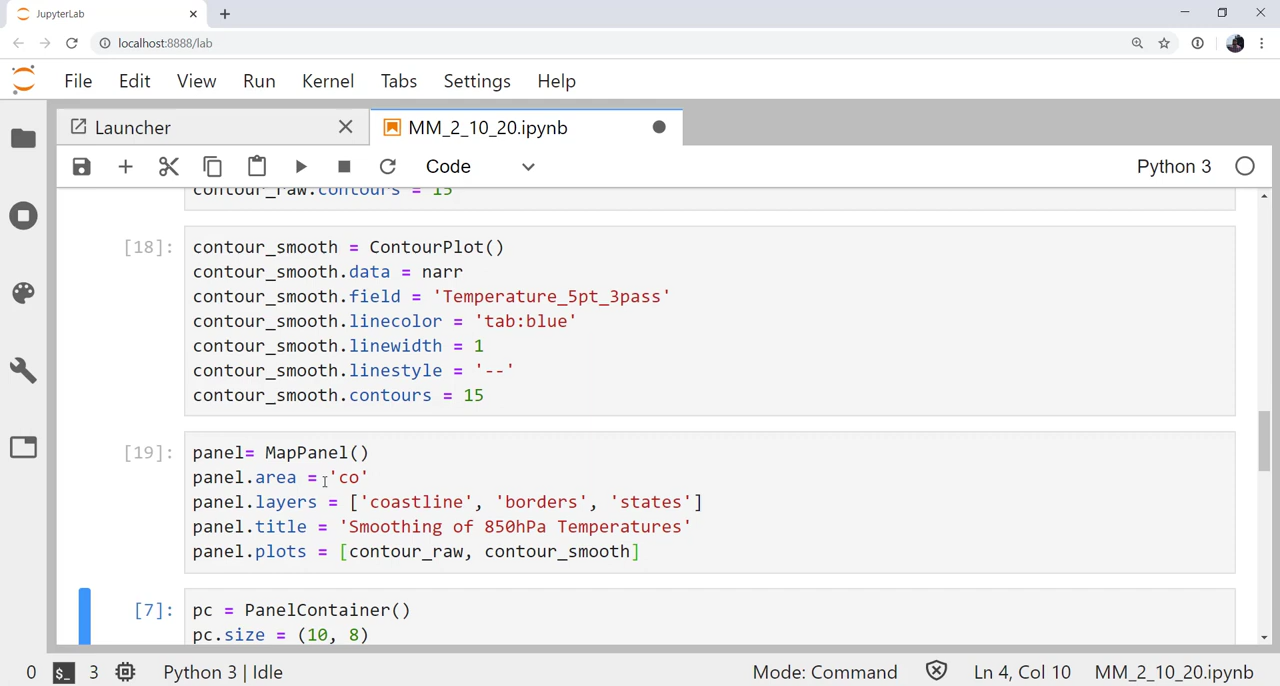 JupyterLab
localhost:8888/lab
File Edit View Run Kernel Tabs Settings Help
Launcher MM_2_10_20.ipynb
Code Python 3
contour_raw.contours = 15
[18]: contour_smooth = ContourPlot()
contour_smooth.data = narr
contour_smooth.field = 'Temperature_5pt_3pass'
contour_smooth.linecolor = 'tab:blue'
contour_smooth.linewidth = 1
contour_smooth.linestyle = '--'
contour_smooth.contours = 15
[19]: panel= MapPanel()
panel.area = 'co'
panel.layers = ['coastline', 'borders', 'states']
panel.title = 'Smoothing of 850hPa Temperatures'
panel.plots = [contour_raw, contour_smooth]
[7]: pc = PanelContainer()
pc.size = (10, 8)
0 $_ 3 Python 3 | Idle Mode: Command Ln 4, Col 10 MM_2_10_20.ipynb